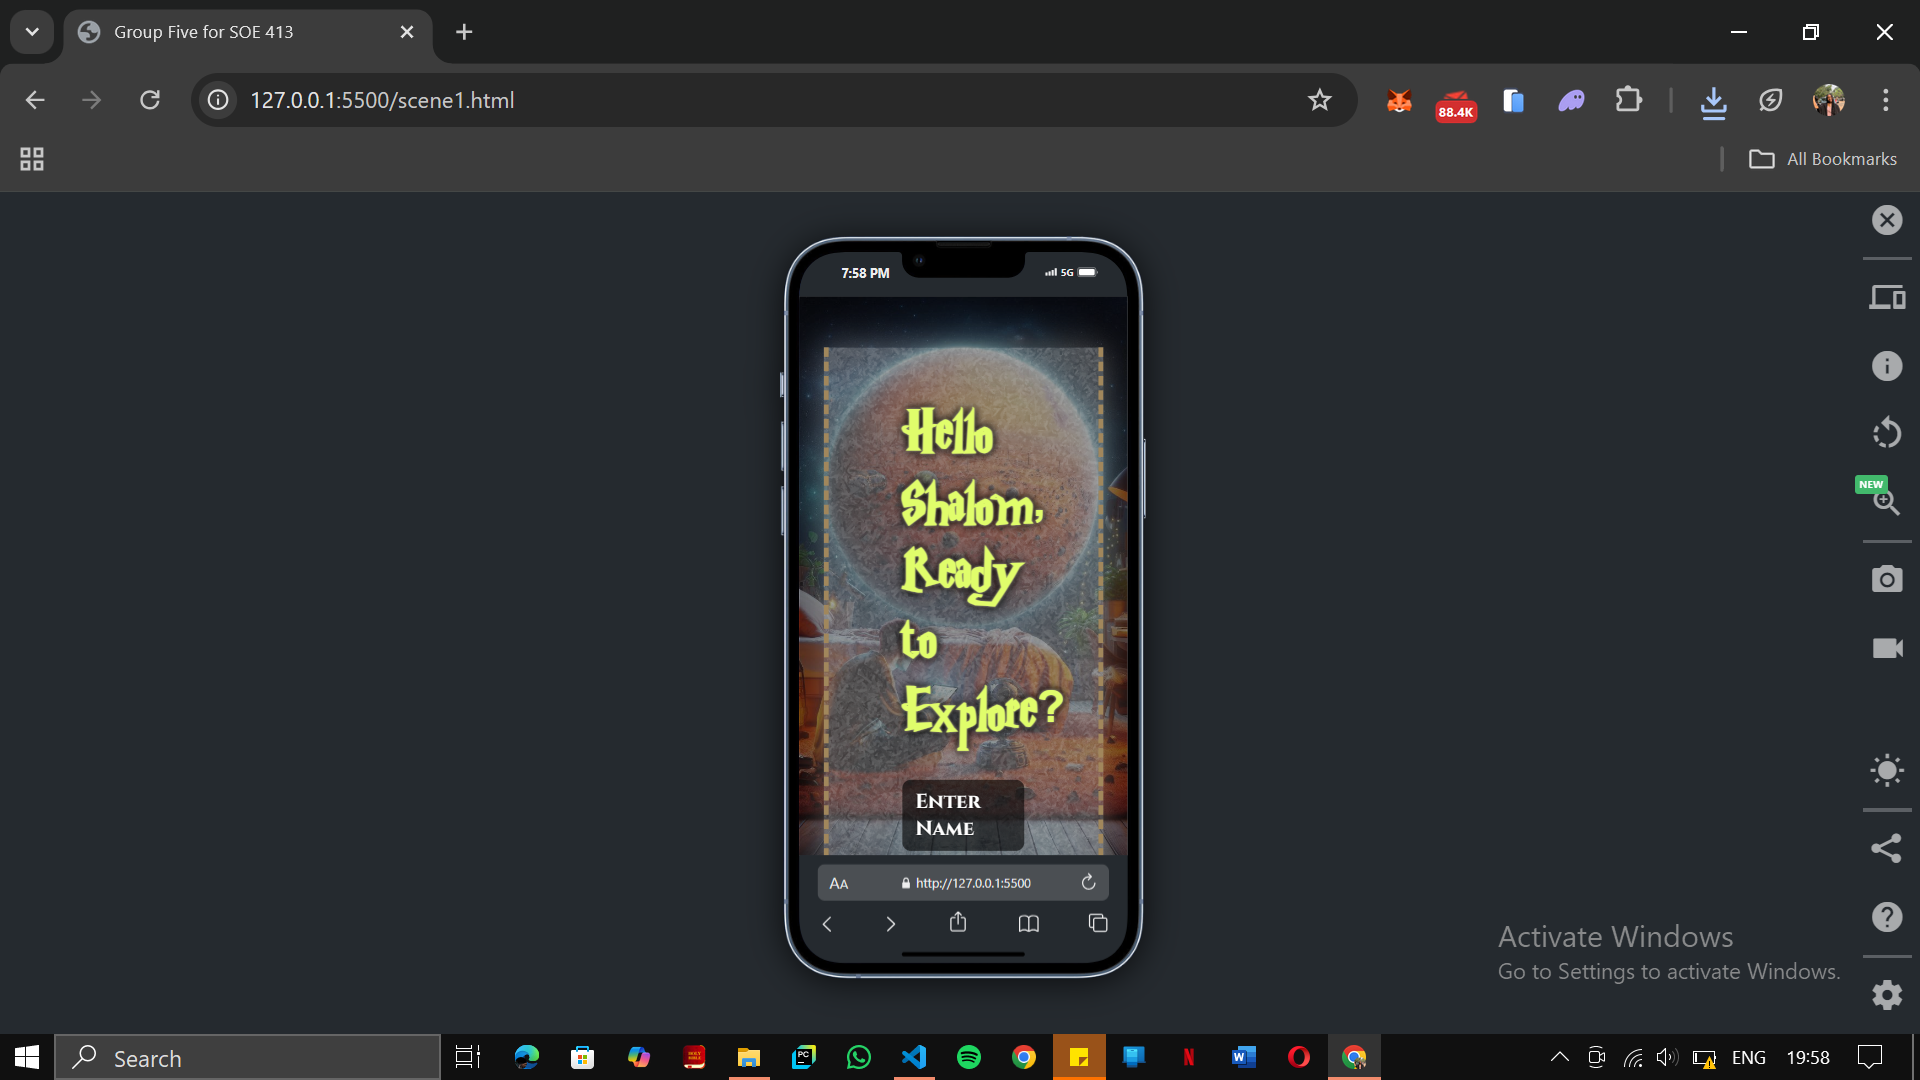 Group Five for SOE 413
127.0.0.1:5500/scene1.html
88.4K
All Bookmarks
7:58 PM
5G
Hello
Shalom,
Ready
to
Explore?
Enter
Name
AA
http://127.0.0.1:5500
NEW
Activate Windows
Go to Settings to activate Windows.
Search
ENG
19:58